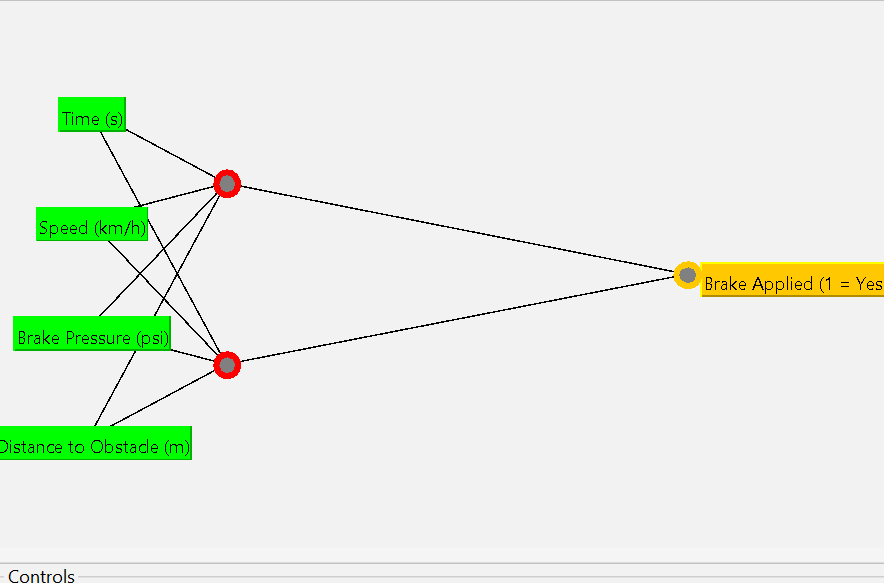 Time (s)
Speed (km/h)
Brake Pressure (psi)
Distance to Obstacle (m)
Brake Applied (1 = Yes
Controls